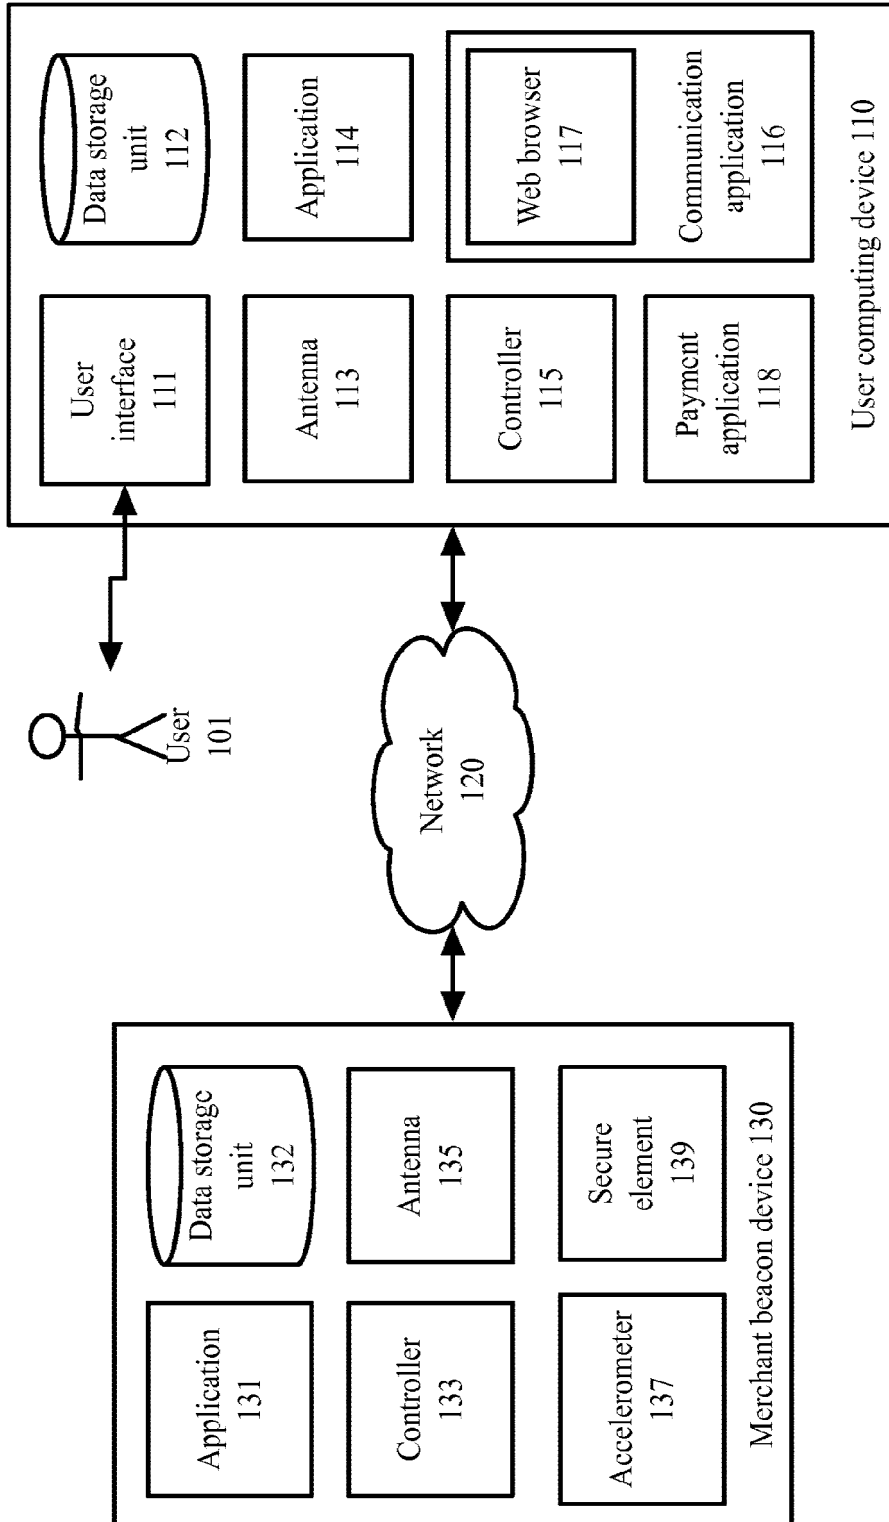 User
101
Application
131
Data storage
unit
132
Controller
133
Antenna
135
Accelerometer
137
Secure
element
139
Merchant beacon device 130
Network
120
User
interface
111
Data storage
unit
112
Antenna
113
Application
114
Controller
115
Web browser
117
Communication
application
116
Payment
application
118
User computing device 110